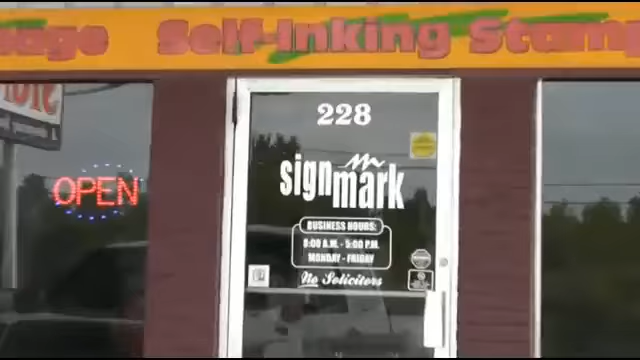 Self-Inking Stamp
228
OPEN
signmark
BUSINESS HOURS:
8:00 A.M. - 5:00 P.M.
MONDAY - FRIDAY
No Solicitors